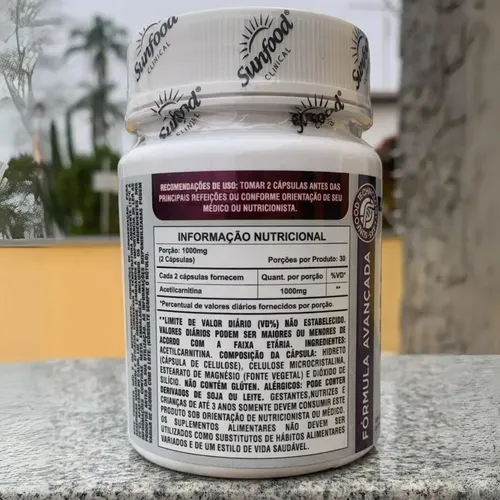 Sunfood®
CLINICAL
Sunfood®
CLINICAL
Sunfood®
RECOMENDAÇÕES DE USO: TOMAR 2 CÁPSULAS ANTES DAS
PRINCIPAIS REFEIÇÕES OU CONFORME ORIENTAÇÃO DE SEU
MÉDICO OU NUTRICIONISTA.
INFORMAÇÃO NUTRICIONAL
Porção: 1000mg
(2 Cápsulas) Porções por Produto: 30
Cada 2 cápsulas fornecem Quant. por porção %VD*
Acetilcarnitina 1000mg **
*Percentual de valores diários fornecidos por porção.
**LIMITE DE VALOR DIÁRIO (VD%) NÃO ESTABELECIDO.
VALORES DIÁRIOS PODEM SER MAIORES OU MENORES DE
ACORDO COM A FAIXA ETÁRIA. INGREDIENTES:
ACETILCARNITINA. COMPOSIÇÃO DA CÁPSULA: HIDRETO
(CÁPSULA DE CELULOSE), CELULOSE MICROCRISTALINA,
ESTEARATO DE MAGNÉSIO (FONTE VEGETAL) E DIÓXIDO DE
SILÍCIO. NÃO CONTÉM GLÚTEN. ALÉRGICOS: PODE CONTER
DERIVADOS DE SOJA OU LEITE. GESTANTES, NUTRIZES E
CRIANÇAS DE ATÉ 3 ANOS SOMENTE DEVEM CONSUMIR ESTE
PRODUTO SOB ORIENTAÇÃO DE NUTRICIONISTA OU MÉDICO.
OS SUPLEMENTOS ALIMENTARES NÃO DEVEM SER
UTILIZADOS COMO SUBSTITUTOS DE HÁBITOS ALIMENTARES
VARIADOS E DE UM ESTILO DE VIDA SAUDÁVEL.
FÓRMULA AVANÇADA